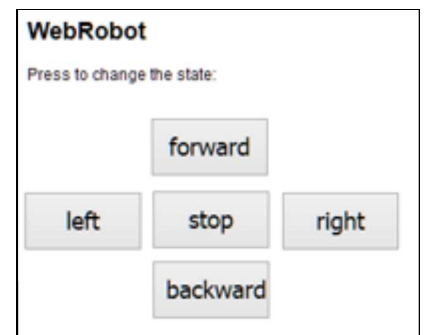 WebRobot
Press to change the state:
forward
left stop right
backward